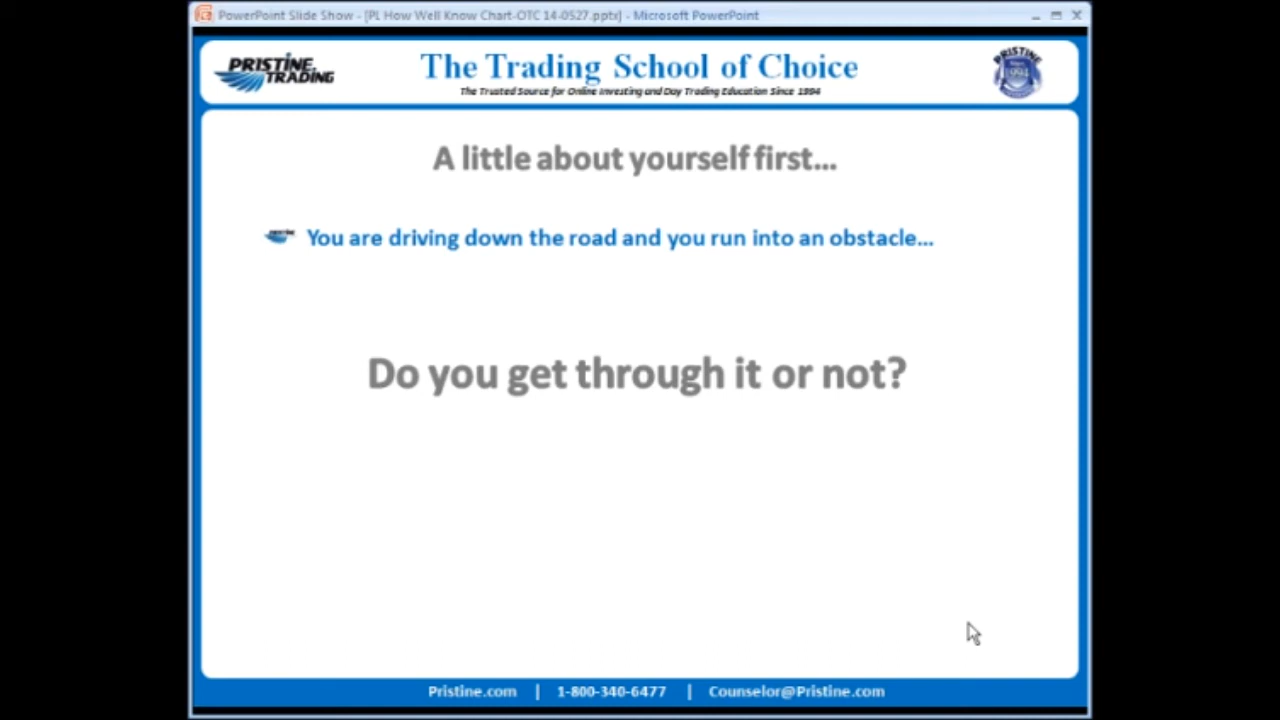 PowerPoint Slide Show - [PL How Well Know Chart-OTC 14-0527.pptx] - Microsoft PowerPoint
PRISTINE.
TRADING
The Trading School of Choice
The Trusted Source for Online Investing and Day Trading Education Since 1994
PRISTINE
1994
A little about yourself first...
You are driving down the road and you run into an obstacle...
Do you get through it or not?
Pristine.com | 1-800-340-6477 | Counselor@Pristine.com